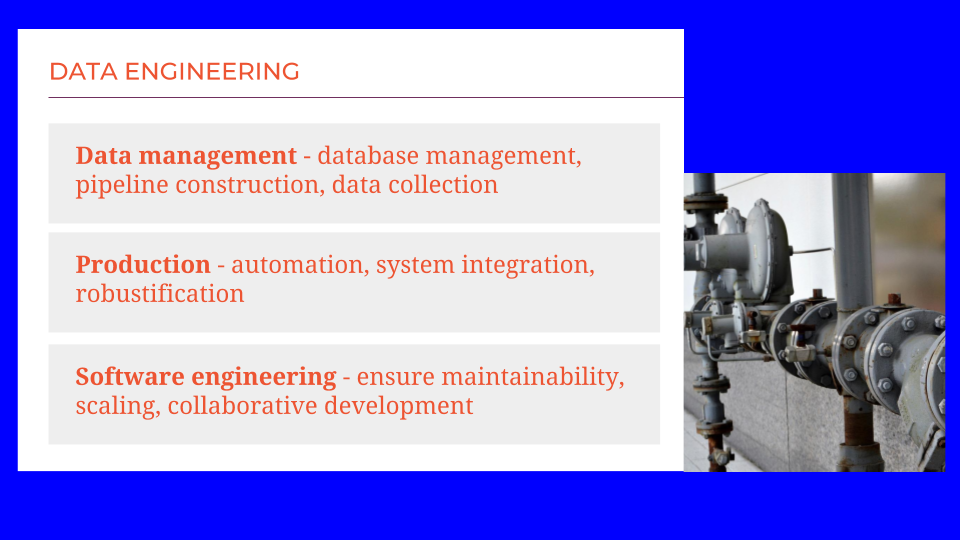 DATA ENGINEERING
Data management - database management,
pipeline construction, data collection
Production - automation, system integration,
robustification
Software engineering - ensure maintainability,
scaling, collaborative development